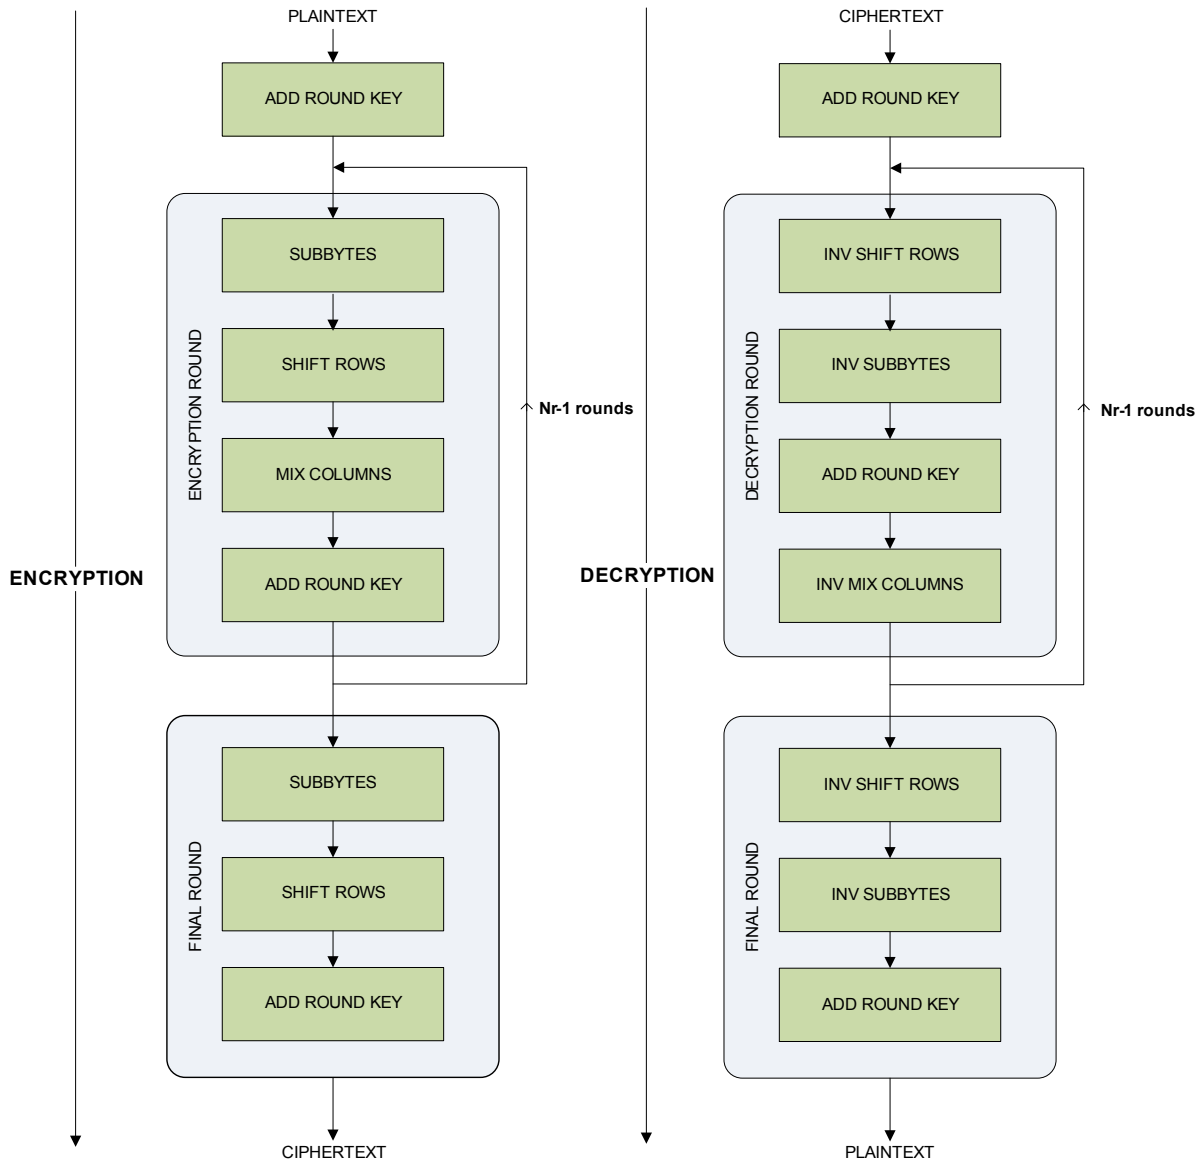 PLAINTEXT
ADD ROUND KEY
SUBBYTES
SHIFT ROWS
MIX COLUMNS
ADD ROUND KEY
ENCRYPTION ROUND
Nr-1 rounds
ENCRYPTION
SUBBYTES
SHIFT ROWS
ADD ROUND KEY
FINAL ROUND
CIPHERTEXT
CIPHERTEXT
ADD ROUND KEY
INV SHIFT ROWS
INV SUBBYTES
ADD ROUND KEY
INV MIX COLUMNS
DECRYPTION ROUND
Nr-1 rounds
DECRYPTION
INV SHIFT ROWS
INV SUBBYTES
ADD ROUND KEY
FINAL ROUND
PLAINTEXT